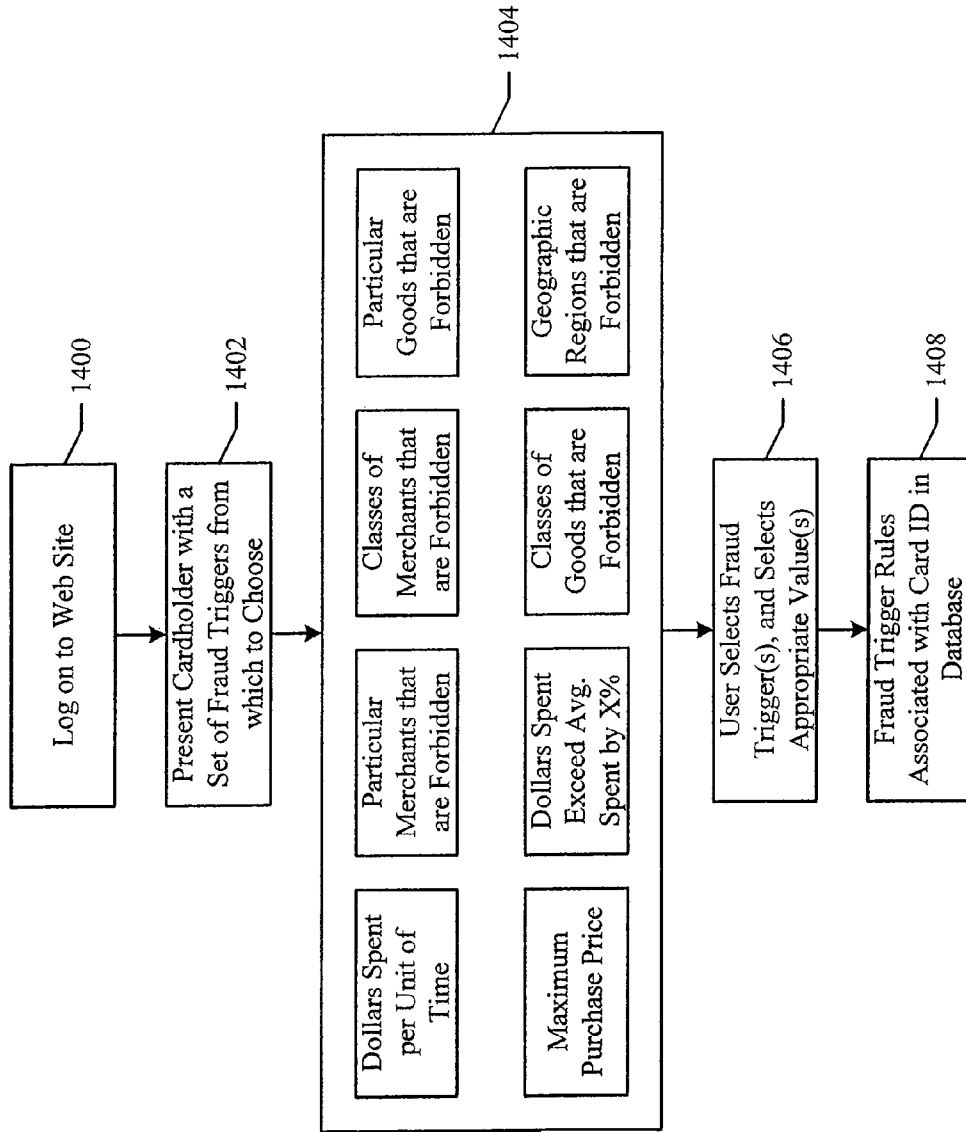 Log on to Web Site
1400
Present Cardholder with a
Set of Fraud Triggers from
which to Choose
1402
1404
Dollars Spent
per Unit of
Time
Particular
Merchants that
are Forbidden
Classes of
Merchants that
are Forbidden
Particular
Goods that are
Forbidden
Maximum
Purchase Price
Dollars Spent
Exceed Avg.
Spent by X%
Classes of
Goods that are
Forbidden
Geographic
Regions that are
Forbidden
User Selects Fraud
Trigger(s), and Selects
Appropriate Value(s)
1406
Fraud Trigger Rules
Associated with Card ID in
Database
1408